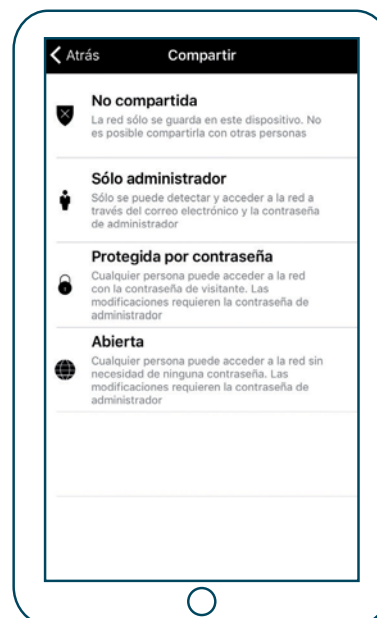 Atrás Compartir
No compartida
La red sólo se guarda en este dispositivo. No
es posible compartirla con otras personas
Sólo administrador
Sólo se puede detectar y acceder a la red a
través del correo electrónico y la contraseña
de administrador
Protegida por contraseña
Cualquier persona puede acceder a la red
con la contraseña de visitante. Las
modificaciones requieren la contraseña de
administrador
Abierta
Cualquier persona puede acceder a la red sin
necesidad de ninguna contraseña. Las
modificaciones requieren la contraseña de
administrador